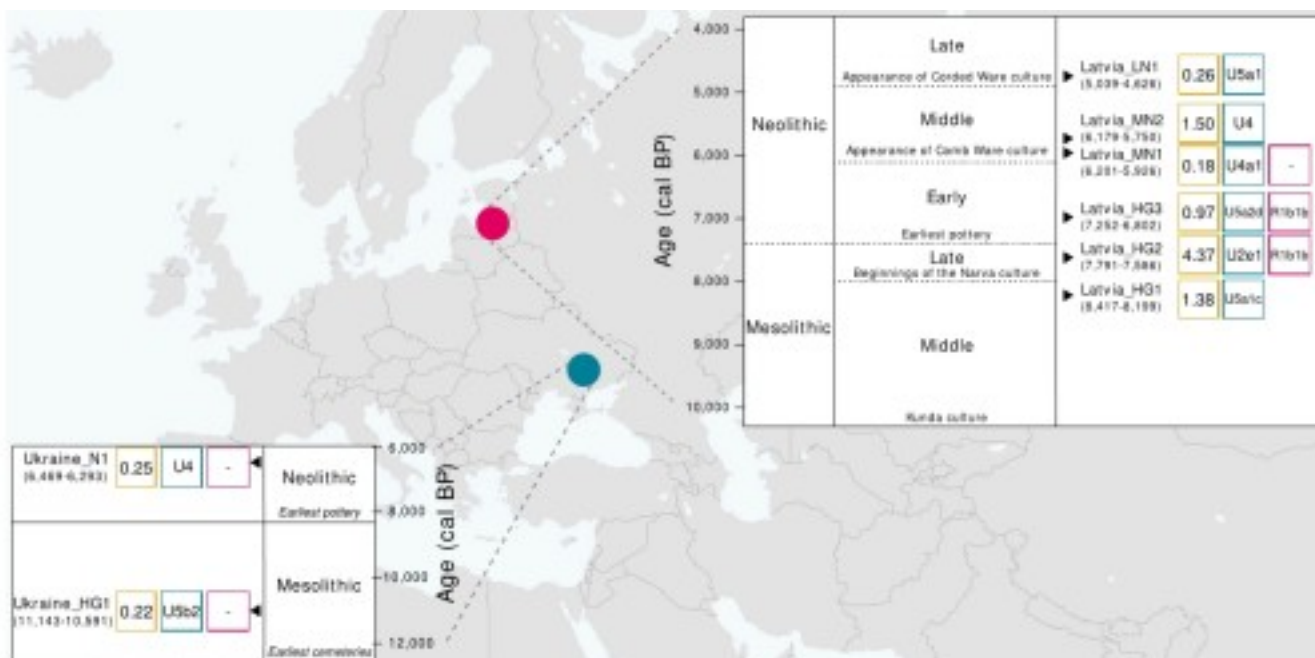 4,000
5,000
6,000
7,000
8,000
9,000
10,000
Age (cal BP)
Neolithic
Mesolithic
Late
Appearance of Corded Ware culture
Middle
Appearance of Comb Ware culture
Early
Earliest pottery
Late
Beginnings of the Narva culture
Middle
Kunda culture
Latvia_LN1 0.26 U5a1
(5,039-4,626)
Latvia_MN2 1.50 U4
(6,179-5,750)
Latvia_MN1 0.18 U4a1 -
(6,201-5,926)
Latvia_HG3 0.97 U5a2d R1b1b
(7,252-6,802)
Latvia_HG2 4.37 U2e1 R1b1b
(7,791-7,586)
Latvia_HG1 1.38 U5a1c
(8,417-8,199)
Ukraine_N1 0.25 U4 -
(6,469-6,293)
Neolithic
Earliest pottery
Ukraine_HG1 0.22 U5b2 -
(11,143-10,591)
Mesolithic
Earliest cemeteries
6,000
8,000
10,000
12,000
Age (cal BP)